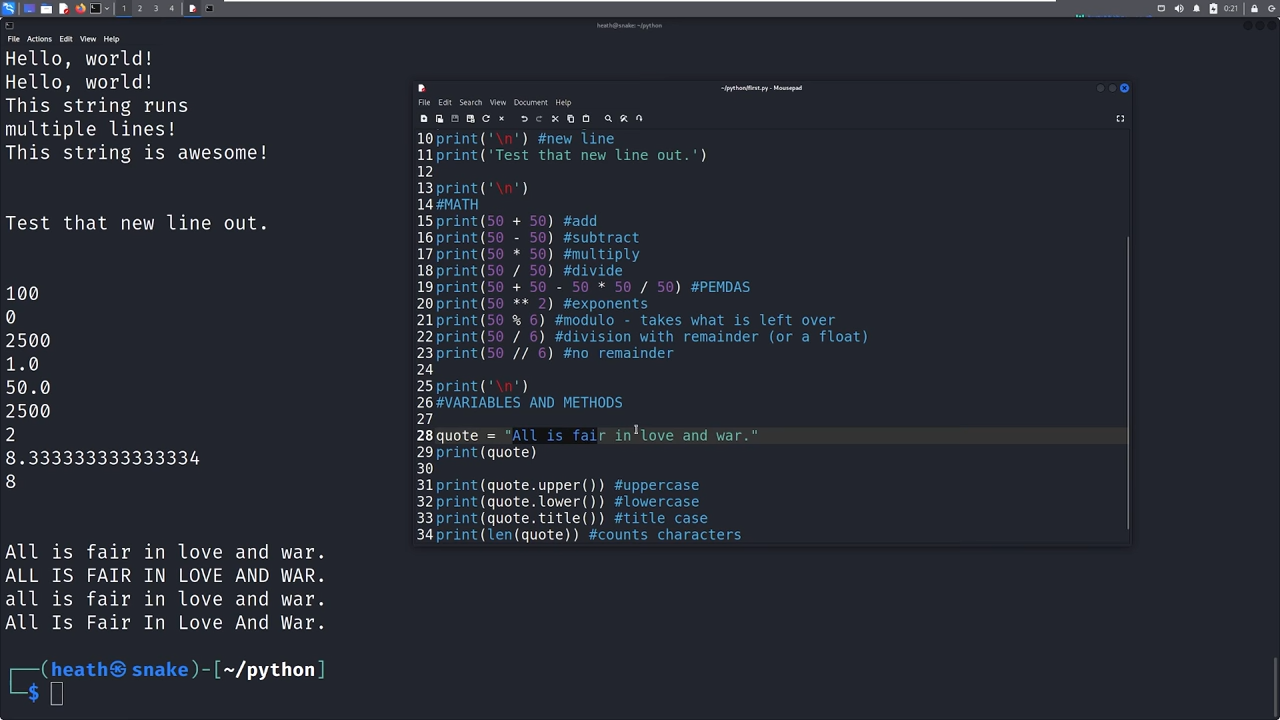 1 2 3 4
0:21
heath@snake: ~/python
File Actions Edit View Help
Hello, world!
Hello, world!
This string runs
multiple lines!
This string is awesome!
Test that new line out.
100
0
2500
1.0
50.0
2500
2
8.333333333333334
8
All is fair in love and war.
ALL IS FAIR IN LOVE AND WAR.
all is fair in love and war.
All Is Fair In Love And War.
(heath㉿snake)-[~/python]
$
~/python/first.py - Mousepad
File Edit Search View Document Help
10 print('\n') #new line
11 print('Test that new line out.')
12
13 print('\n')
14 #MATH
15 print(50 + 50) #add
16 print(50 - 50) #subtract
17 print(50 * 50) #multiply
18 print(50 / 50) #divide
19 print(50 + 50 - 50 * 50 / 50) #PEMDAS
20 print(50 ** 2) #exponents
21 print(50 % 6) #modulo - takes what is left over
22 print(50 / 6) #division with remainder (or a float)
23 print(50 // 6) #no remainder
24
25 print('\n')
26 #VARIABLES AND METHODS
27
28 quote = "All is fair in love and war."
29 print(quote)
30
31 print(quote.upper()) #uppercase
32 print(quote.lower()) #lowercase
33 print(quote.title()) #title case
34 print(len(quote)) #counts characters